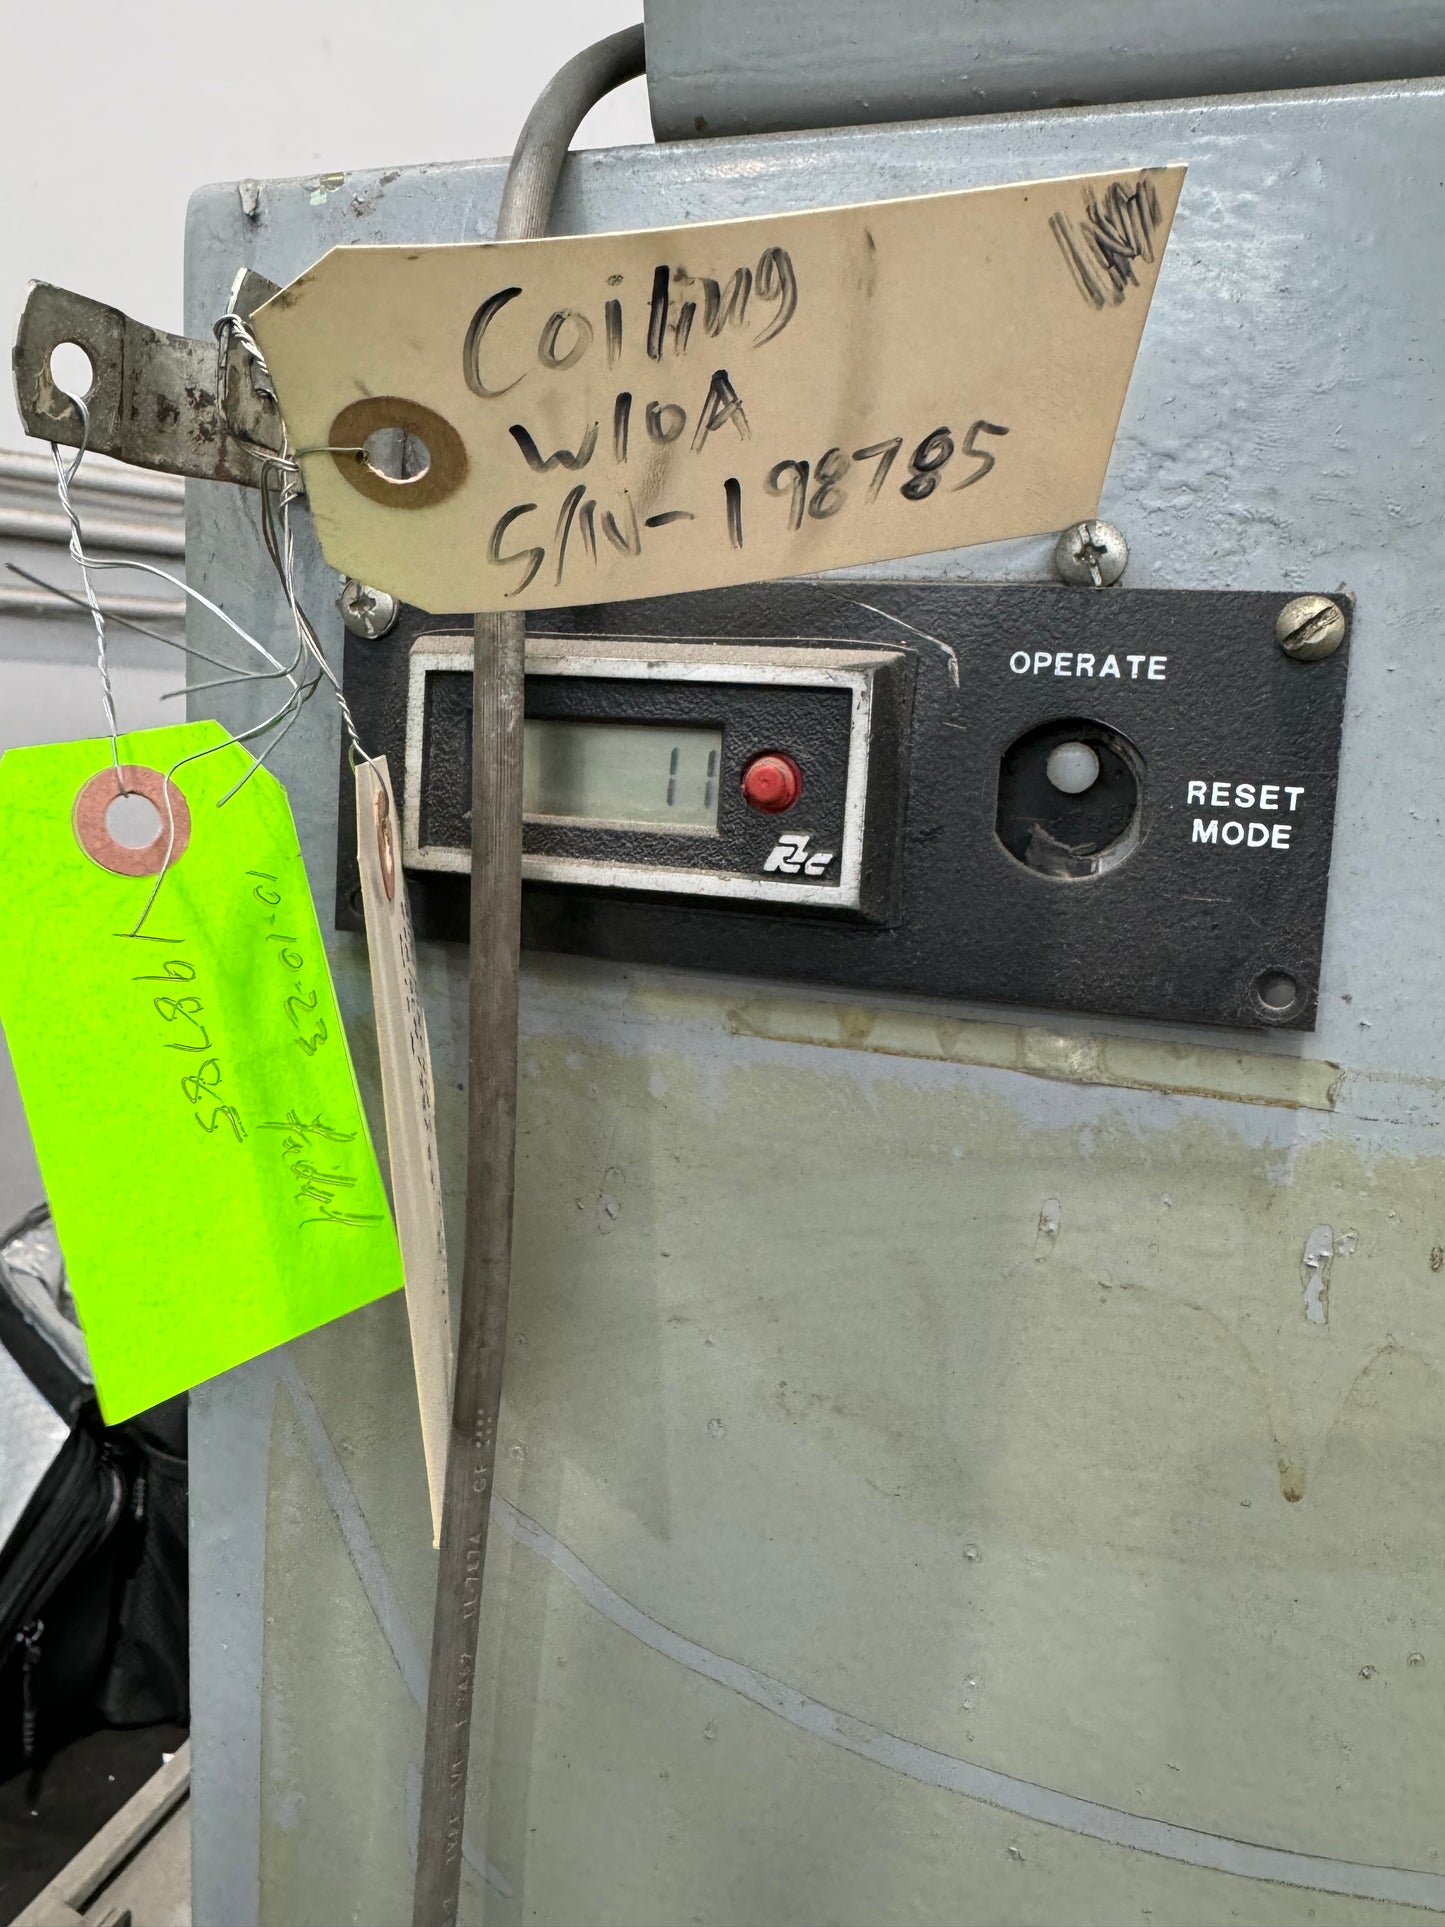 Coiling
W10A
S/N-198785
OPERATE
RESET
MODE
11
10-10-23
198785